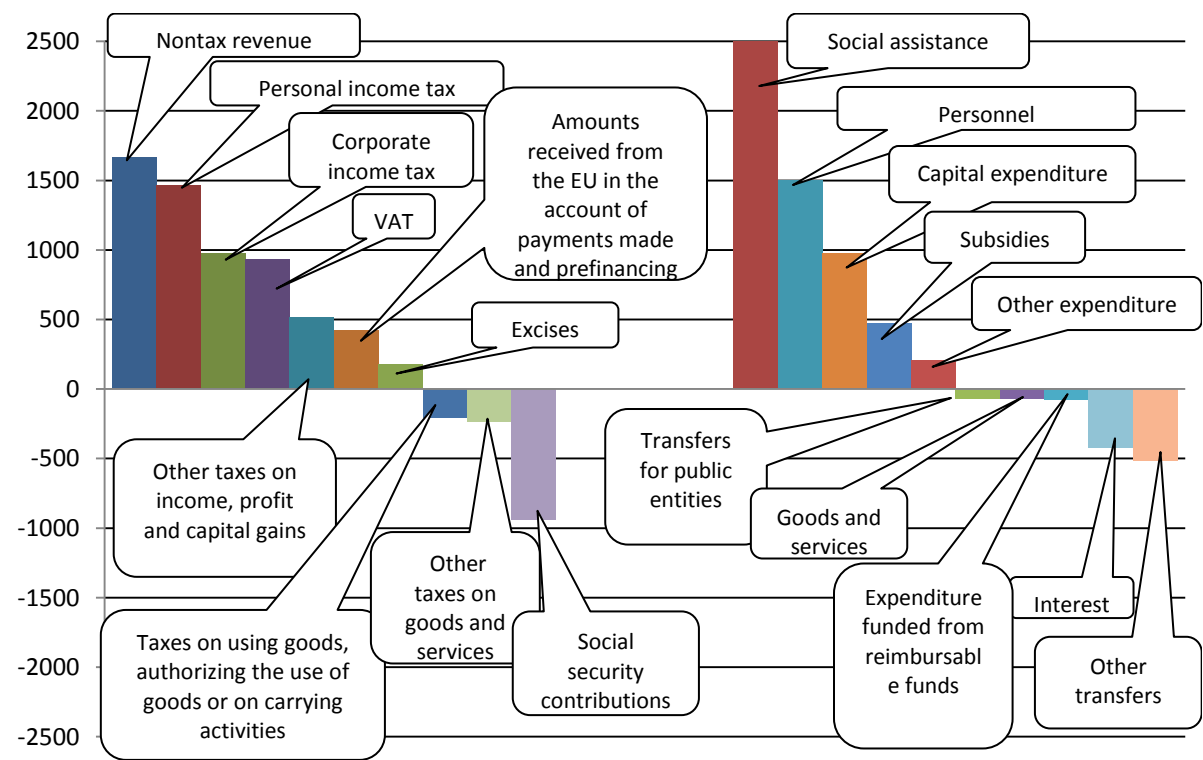 2500
2000
1500
1000
500
0
-500
-1000
-1500
-2000
-2500
Nontax revenue
Personal income tax
Corporate
income tax
VAT
Amounts
received from
the EU in the
account of
payments made
and prefinancing
Excises
Other taxes on
income, profit
and capital gains
Taxes on using goods,
authorizing the use of
goods or on carrying
activities
Other
taxes on
goods and
services
Social
security
contributions
Social assistance
Personnel
Capital expenditure
Subsidies
Other expenditure
Transfers
for public
entities
Goods and
services
Expenditure
funded from
reimbursabl
e funds
Interest
Other
transfers